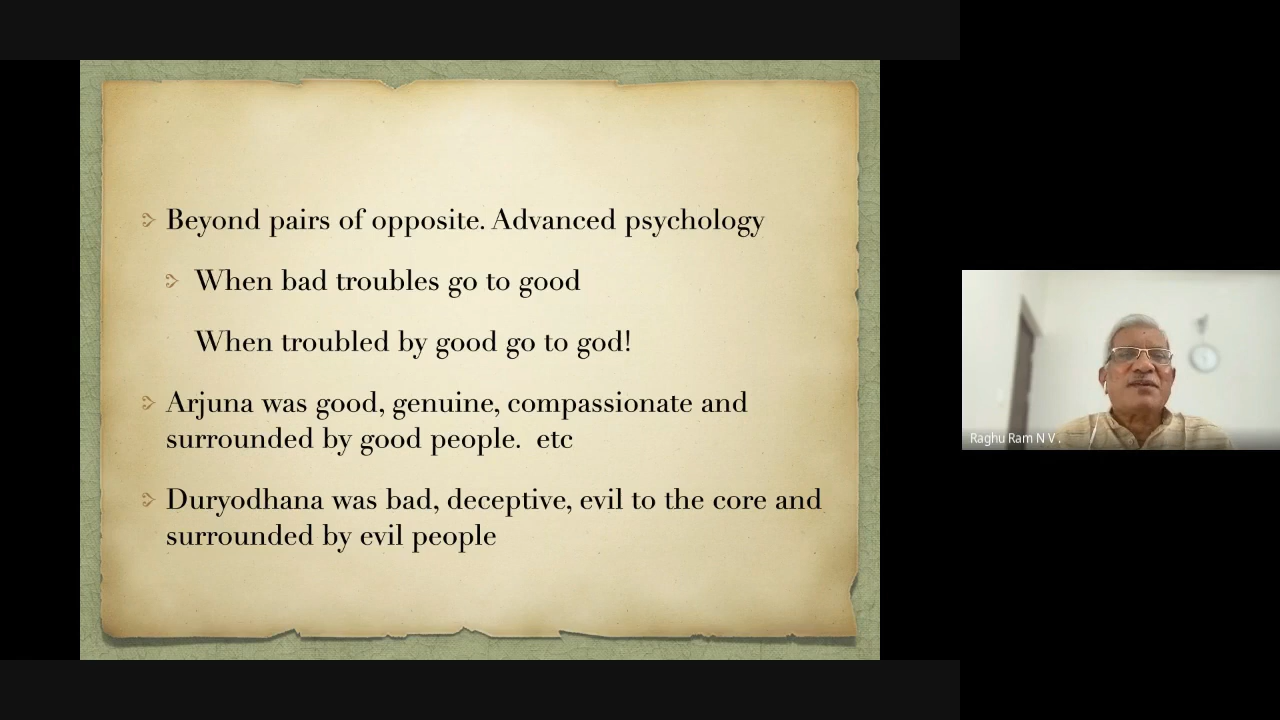 Beyond pairs of opposite. Advanced psychology
When bad troubles go to good
When troubled by good go to god!
Arjuna was good, genuine, compassionate and
surrounded by good people.  etc
Duryodhana was bad, deceptive, evil to the core and
surrounded by evil people
Raghu Ram N V .